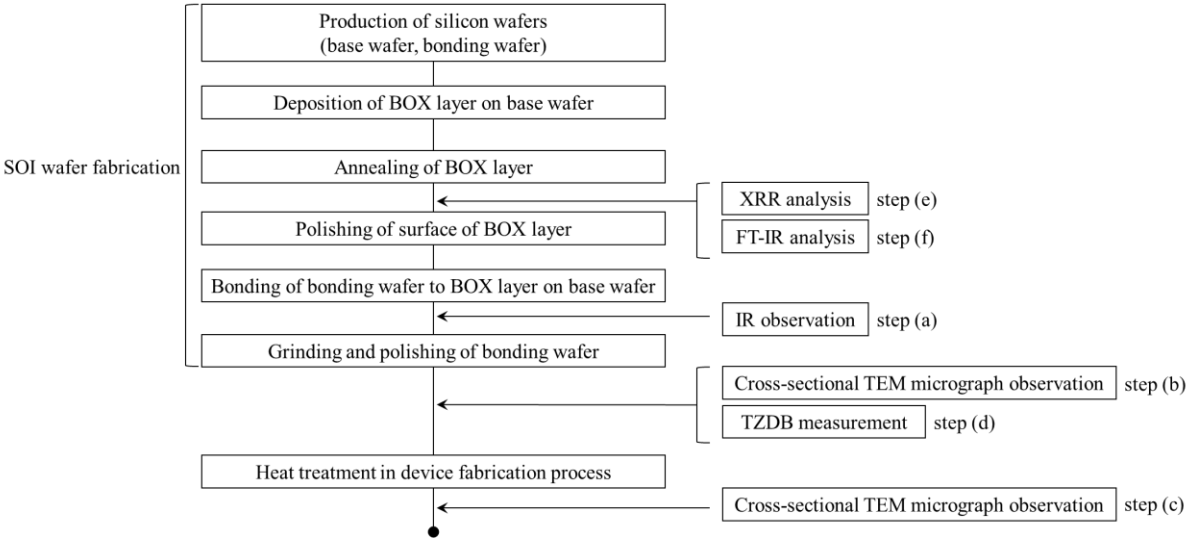 Production of silicon wafers
(base wafer, bonding wafer)
Deposition of BOX layer on base wafer
SOI wafer fabrication
Annealing of BOX layer
XRR analysis step (e)
Polishing of surface of BOX layer
FT-IR analysis step (f)
Bonding of bonding wafer to BOX layer on base wafer
IR observation step (a)
Grinding and polishing of bonding wafer
Cross-sectional TEM micrograph observation step (b)
TZDB measurement step (d)
Heat treatment in device fabrication process
Cross-sectional TEM micrograph observation step (c)